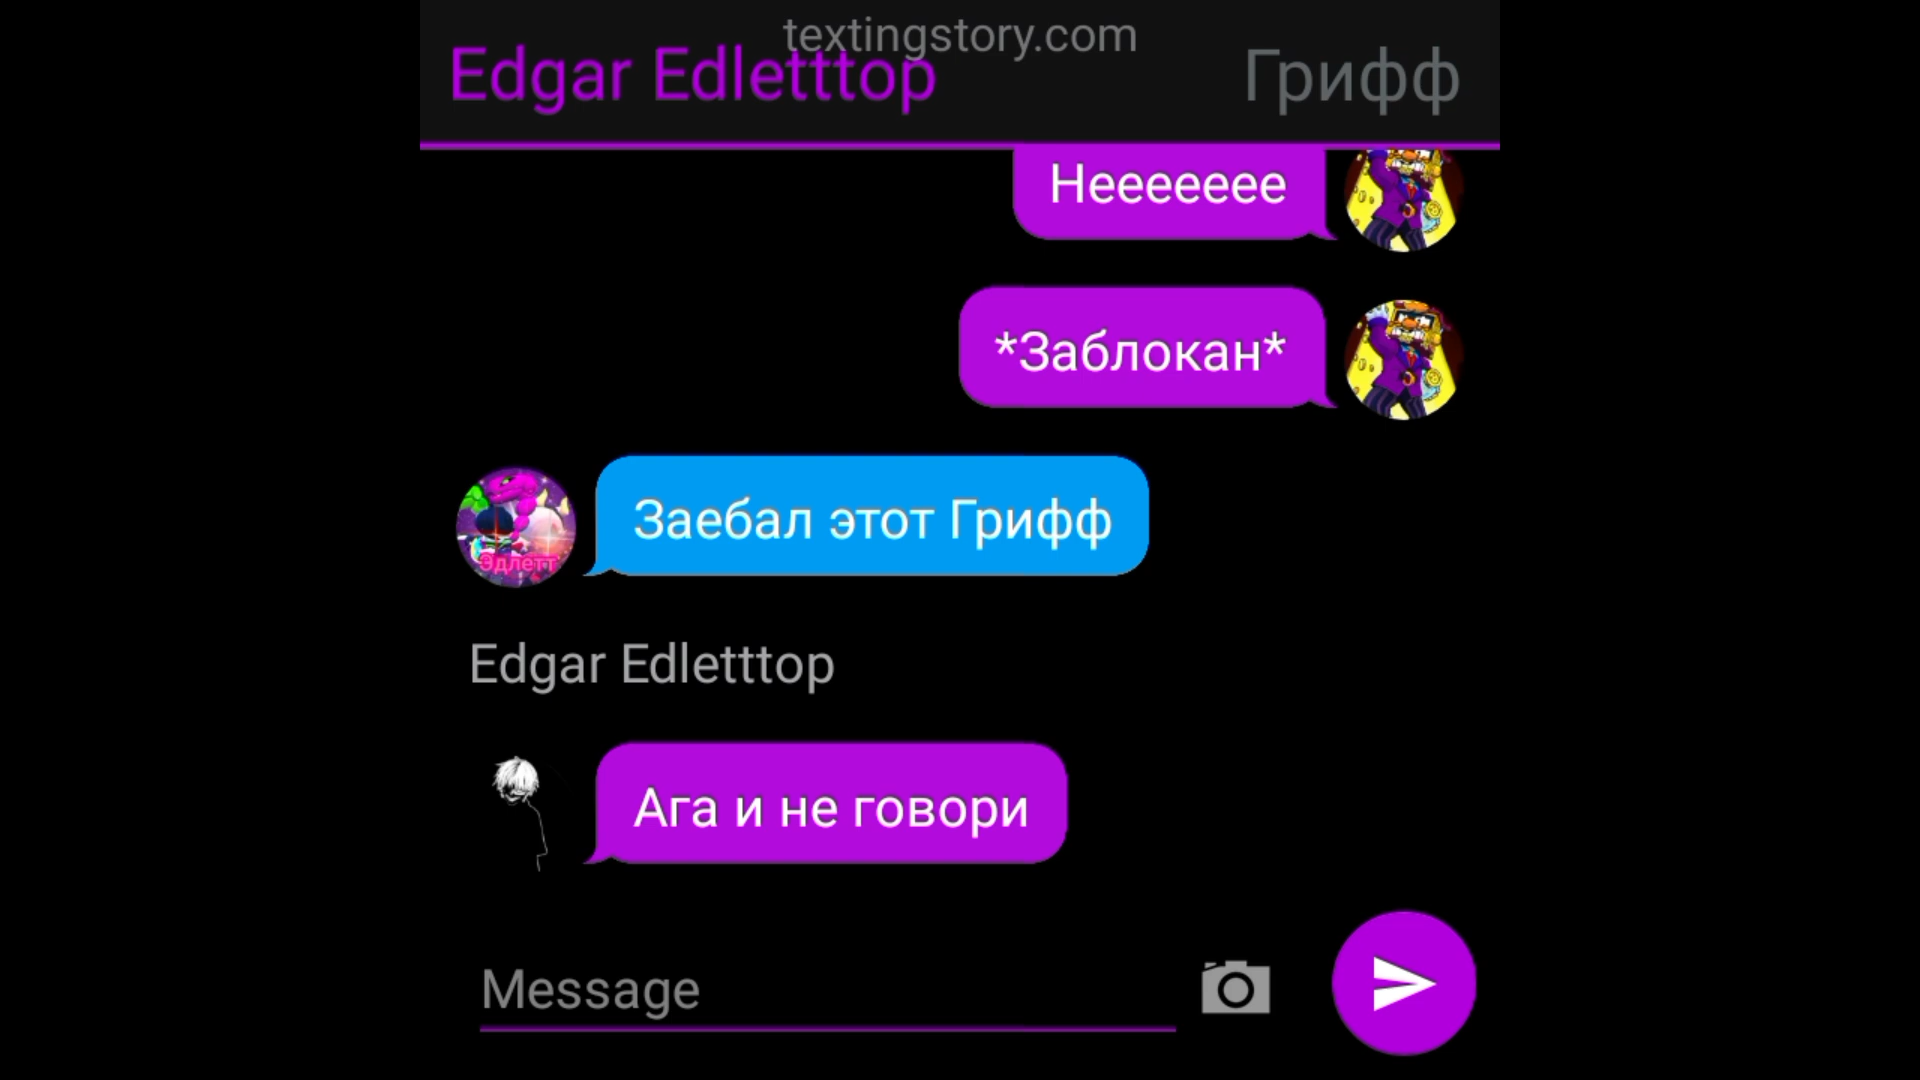 textingstory.com
Edgar Edletttop
Грифф
Неееееее
*Заблокан*
Заебал этот Грифф
Эдлетт
Edgar Edletttop
Ага и не говори
Message